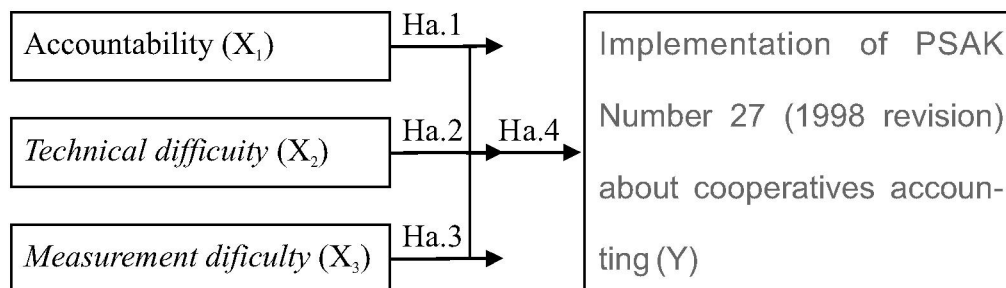 Accountability (X₁)
Ha.1
Technical difficuity (X₂)
Ha.2
Ha.4
Measurement dificulty (X₃)
Ha.3
Implementation of PSAK
Number 27 (1998 revision)
about cooperatives accoun-
ting (Y)